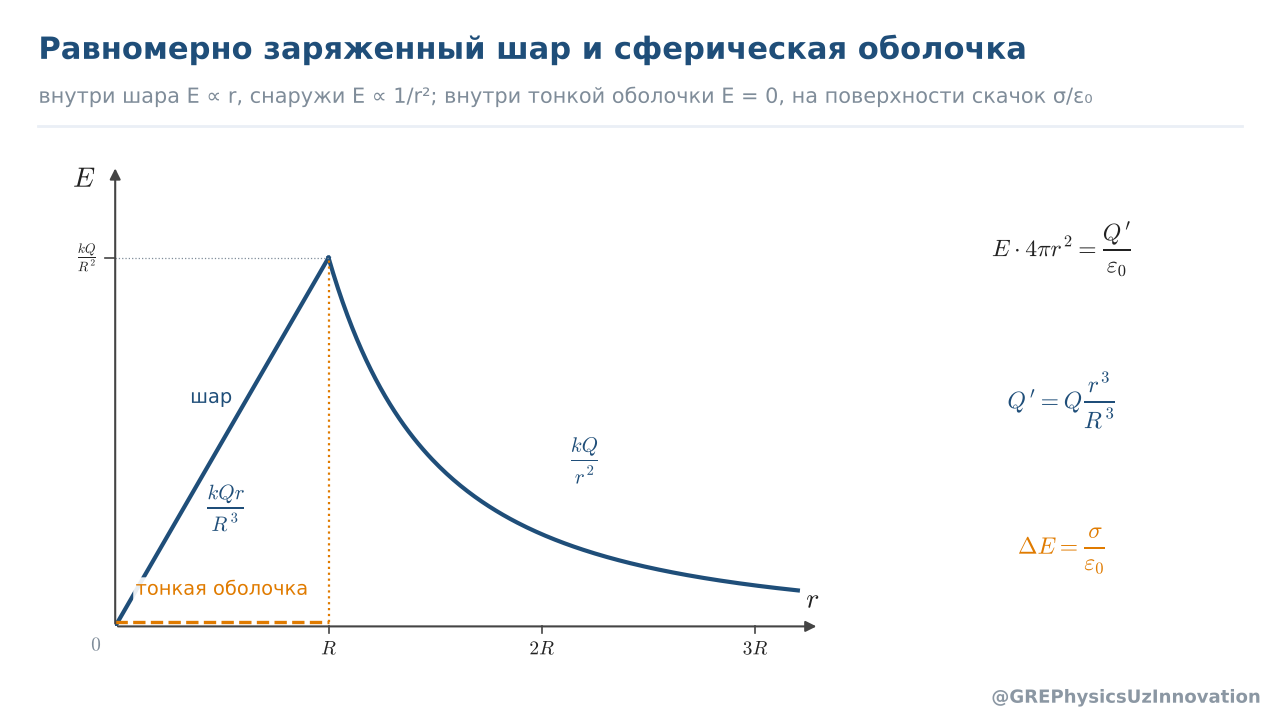 Равномерно заряженный шар и сферическая оболочка
внутри шара E ∝ r, снаружи E ∝ 1/r²; внутри тонкой оболочки E = 0, на поверхности скачок σ/ε₀
E
kQ/R²
шар
kQr/R³
kQ/r²
тонкая оболочка
r
0
R
2R
3R
E · 4πr² = Q′/ε₀
Q′ = Q r³/R³
ΔE = σ/ε₀
@GREPhysicsUzInnovation